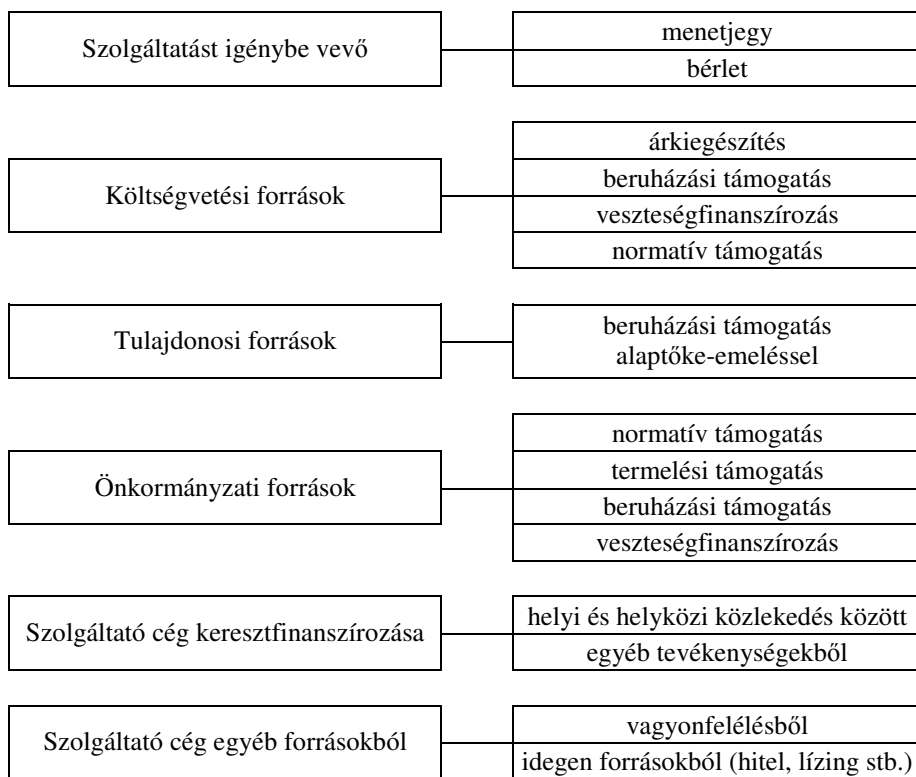 Szolgáltatást igénybe vevő
menetjegy
bérlet
Költségvetési források
árkiegészítés
beruházási támogatás
veszteségfinanszírozás
normatív támogatás
Tulajdonosi források
beruházási támogatás
alaptőke-emeléssel
Önkormányzati források
normatív támogatás
termelési támogatás
beruházási támogatás
veszteségfinanszírozás
Szolgáltató cég keresztfinanszírozása
helyi és helyközi közlekedés között
egyéb tevékenységekből
Szolgáltató cég egyéb forrásokból
vagyonfelélésből
idegen forrásokból (hitel, lízing stb.)